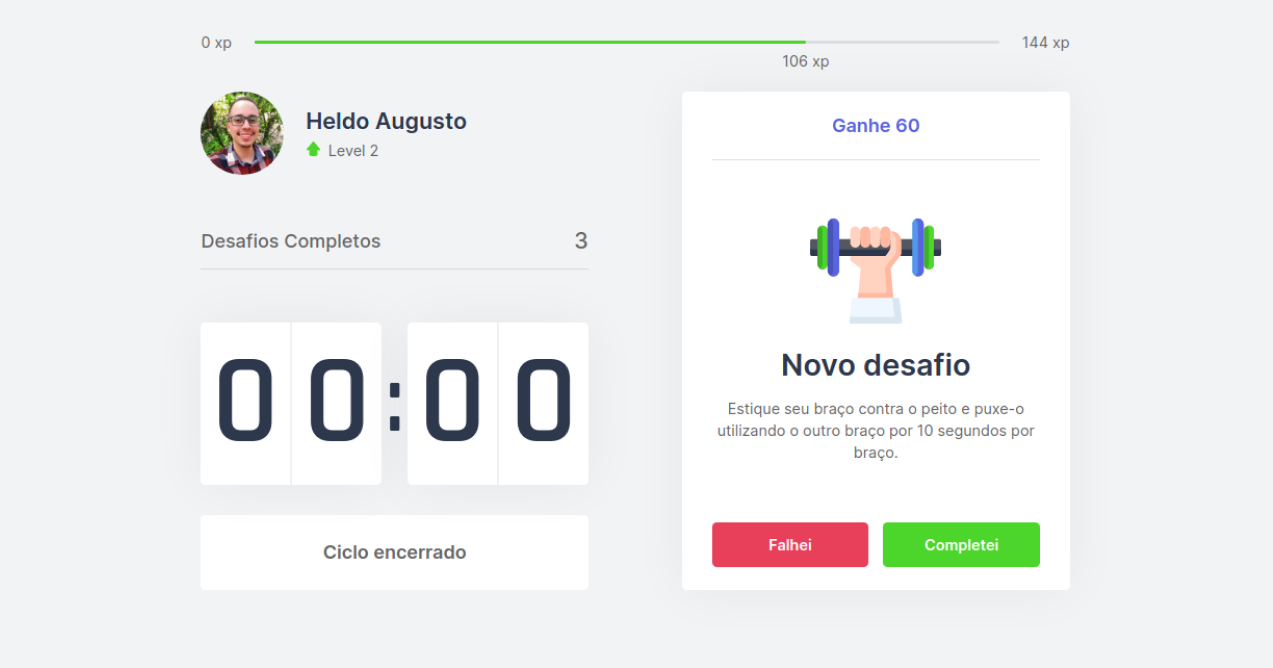 0 xp
144 xp
106 xp
Heldo Augusto
Level 2
Desafios Completos
3
00:00
Ciclo encerrado
Ganhe 60
Novo desafio
Estique seu braço contra o peito e puxe-o
utilizando o outro braço por 10 segundos por
braço.
Falhei
Completei